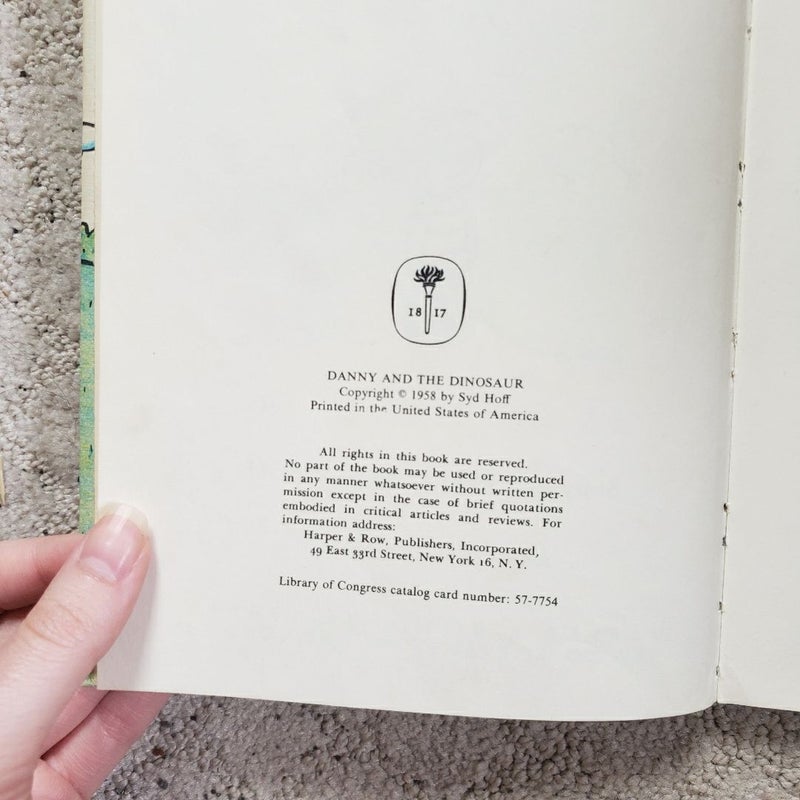 18 17
DANNY AND THE DINOSAUR
Copyright © 1958 by Syd Hoff
Printed in the United States of America
All rights in this book are reserved.
No part of the book may be used or reproduced
in any manner whatsoever without written per-
mission except in the case of brief quotations
embodied in critical articles and reviews. For
information address:
Harper & Row, Publishers, Incorporated,
49 East 33rd Street, New York 16, N. Y.
Library of Congress catalog card number: 57-7754